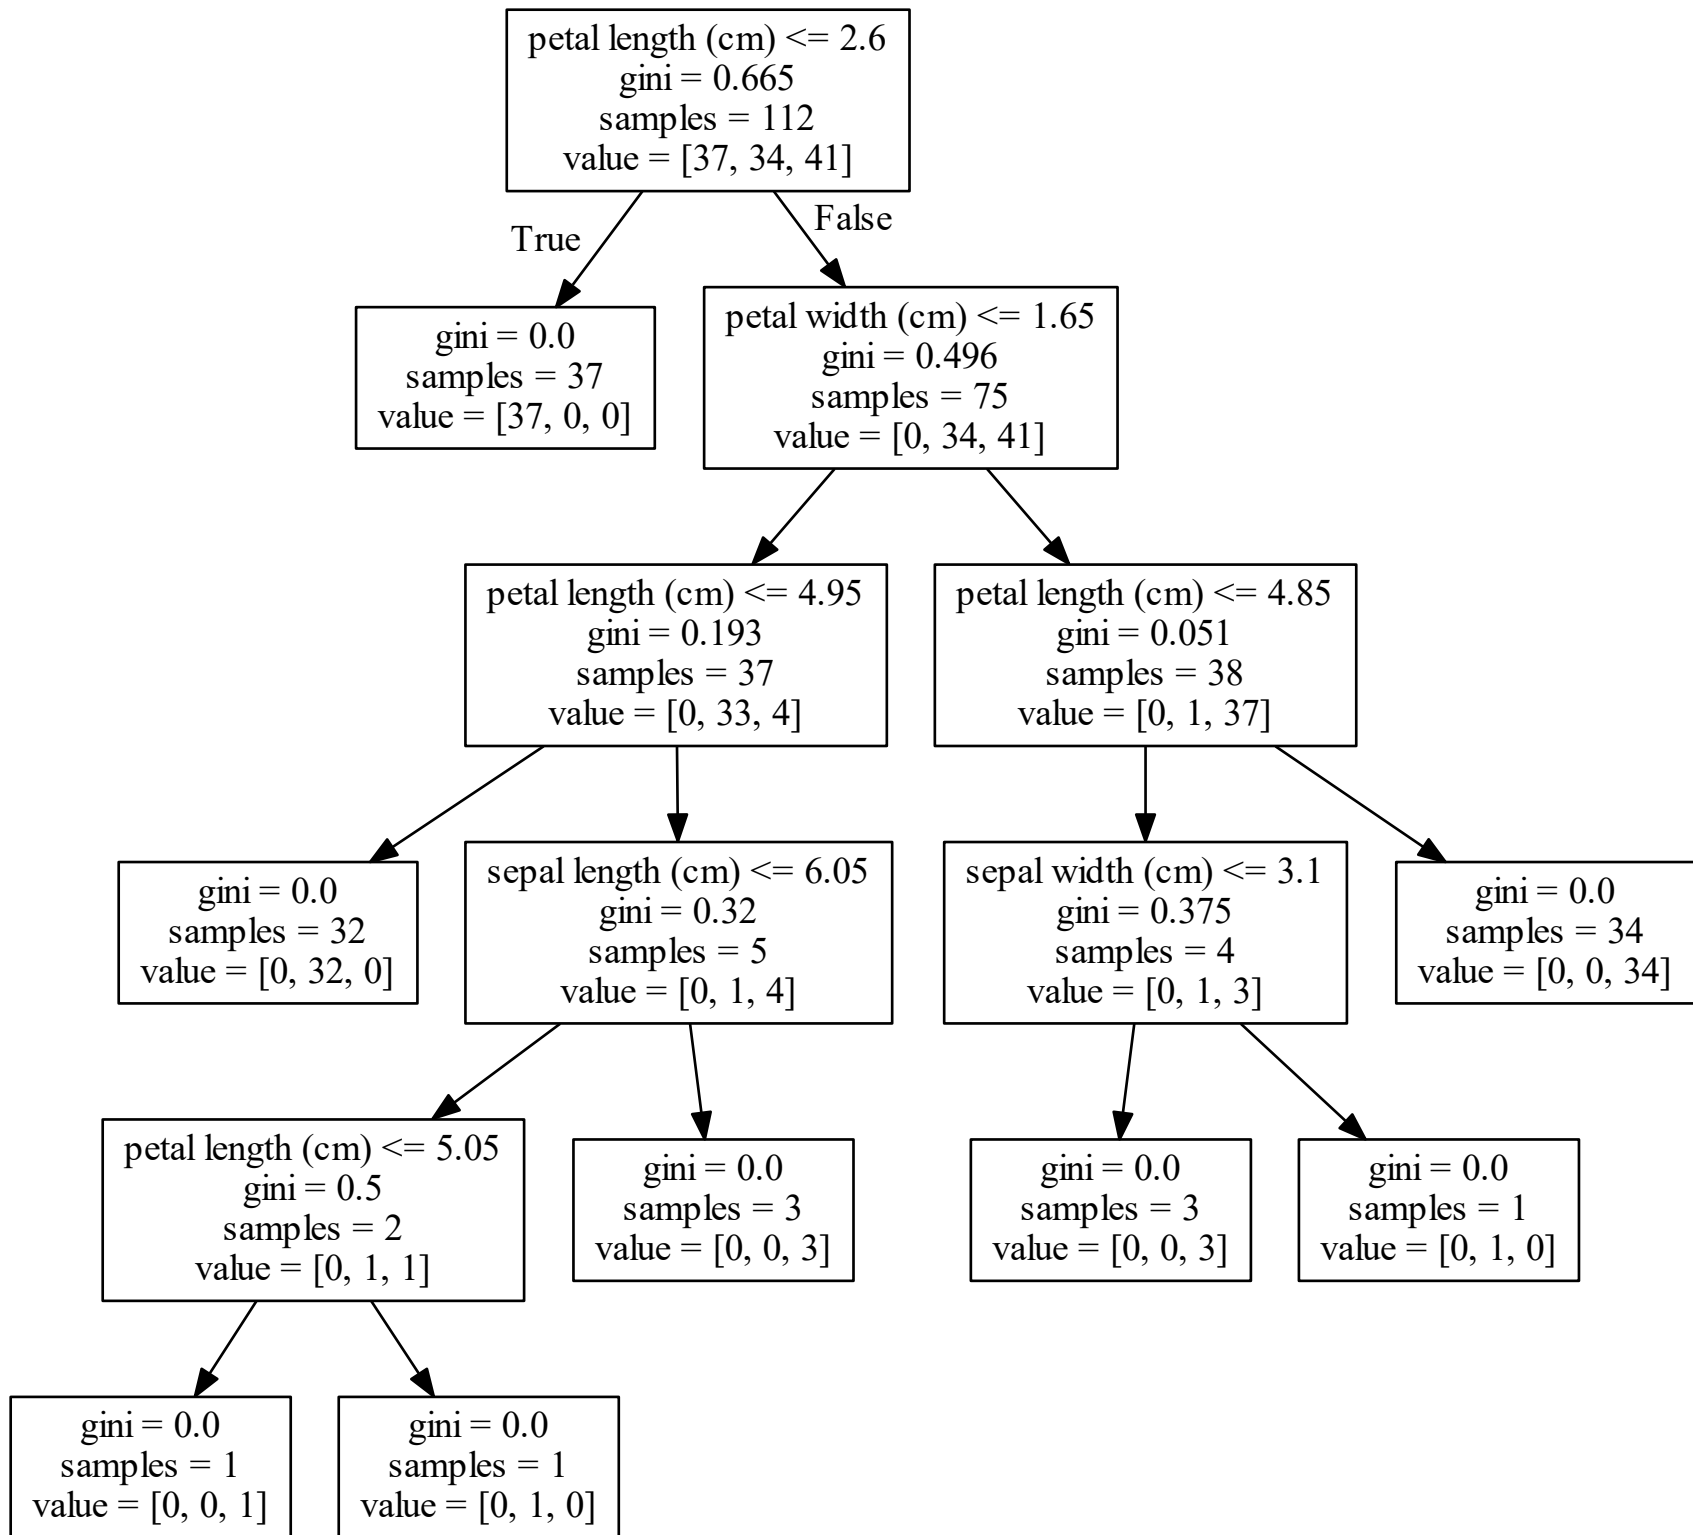 petal length (cm) <= 2.6
gini = 0.665
samples = 112
value = [37, 34, 41]
True
False
gini = 0.0
samples = 37
value = [37, 0, 0]
petal width (cm) <= 1.65
gini = 0.496
samples = 75
value = [0, 34, 41]
petal length (cm) <= 4.95
gini = 0.193
samples = 37
value = [0, 33, 4]
petal length (cm) <= 4.85
gini = 0.051
samples = 38
value = [0, 1, 37]
gini = 0.0
samples = 32
value = [0, 32, 0]
sepal length (cm) <= 6.05
gini = 0.32
samples = 5
value = [0, 1, 4]
sepal width (cm) <= 3.1
gini = 0.375
samples = 4
value = [0, 1, 3]
gini = 0.0
samples = 34
value = [0, 0, 34]
petal length (cm) <= 5.05
gini = 0.5
samples = 2
value = [0, 1, 1]
gini = 0.0
samples = 3
value = [0, 0, 3]
gini = 0.0
samples = 3
value = [0, 0, 3]
gini = 0.0
samples = 1
value = [0, 1, 0]
gini = 0.0
samples = 1
value = [0, 0, 1]
gini = 0.0
samples = 1
value = [0, 1, 0]